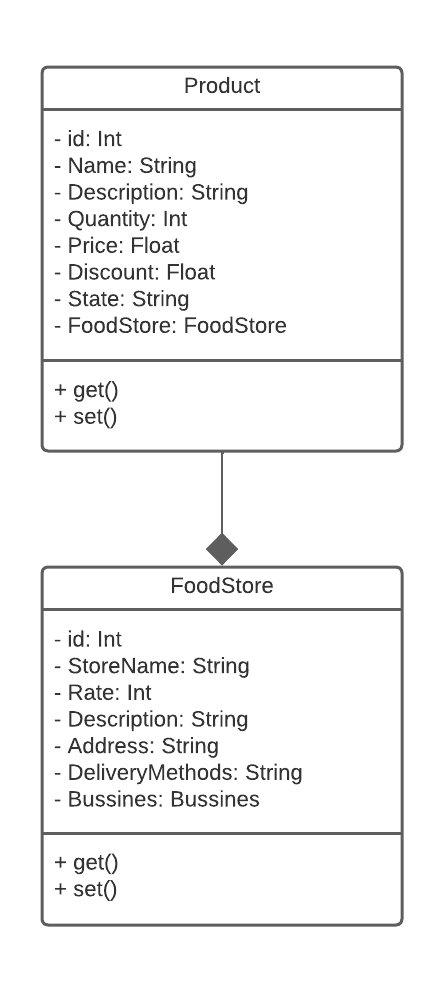 Product
- id: Int
- Name: String
- Description: String
- Quantity: Int
- Price: Float
- Discount: Float
- State: String
- FoodStore: FoodStore
+ get()
+ set()
FoodStore
- id: Int
- StoreName: String
- Rate: Int
- Description: String
- Address: String
- DeliveryMethods: String
- Bussines: Bussines
+ get()
+ set()